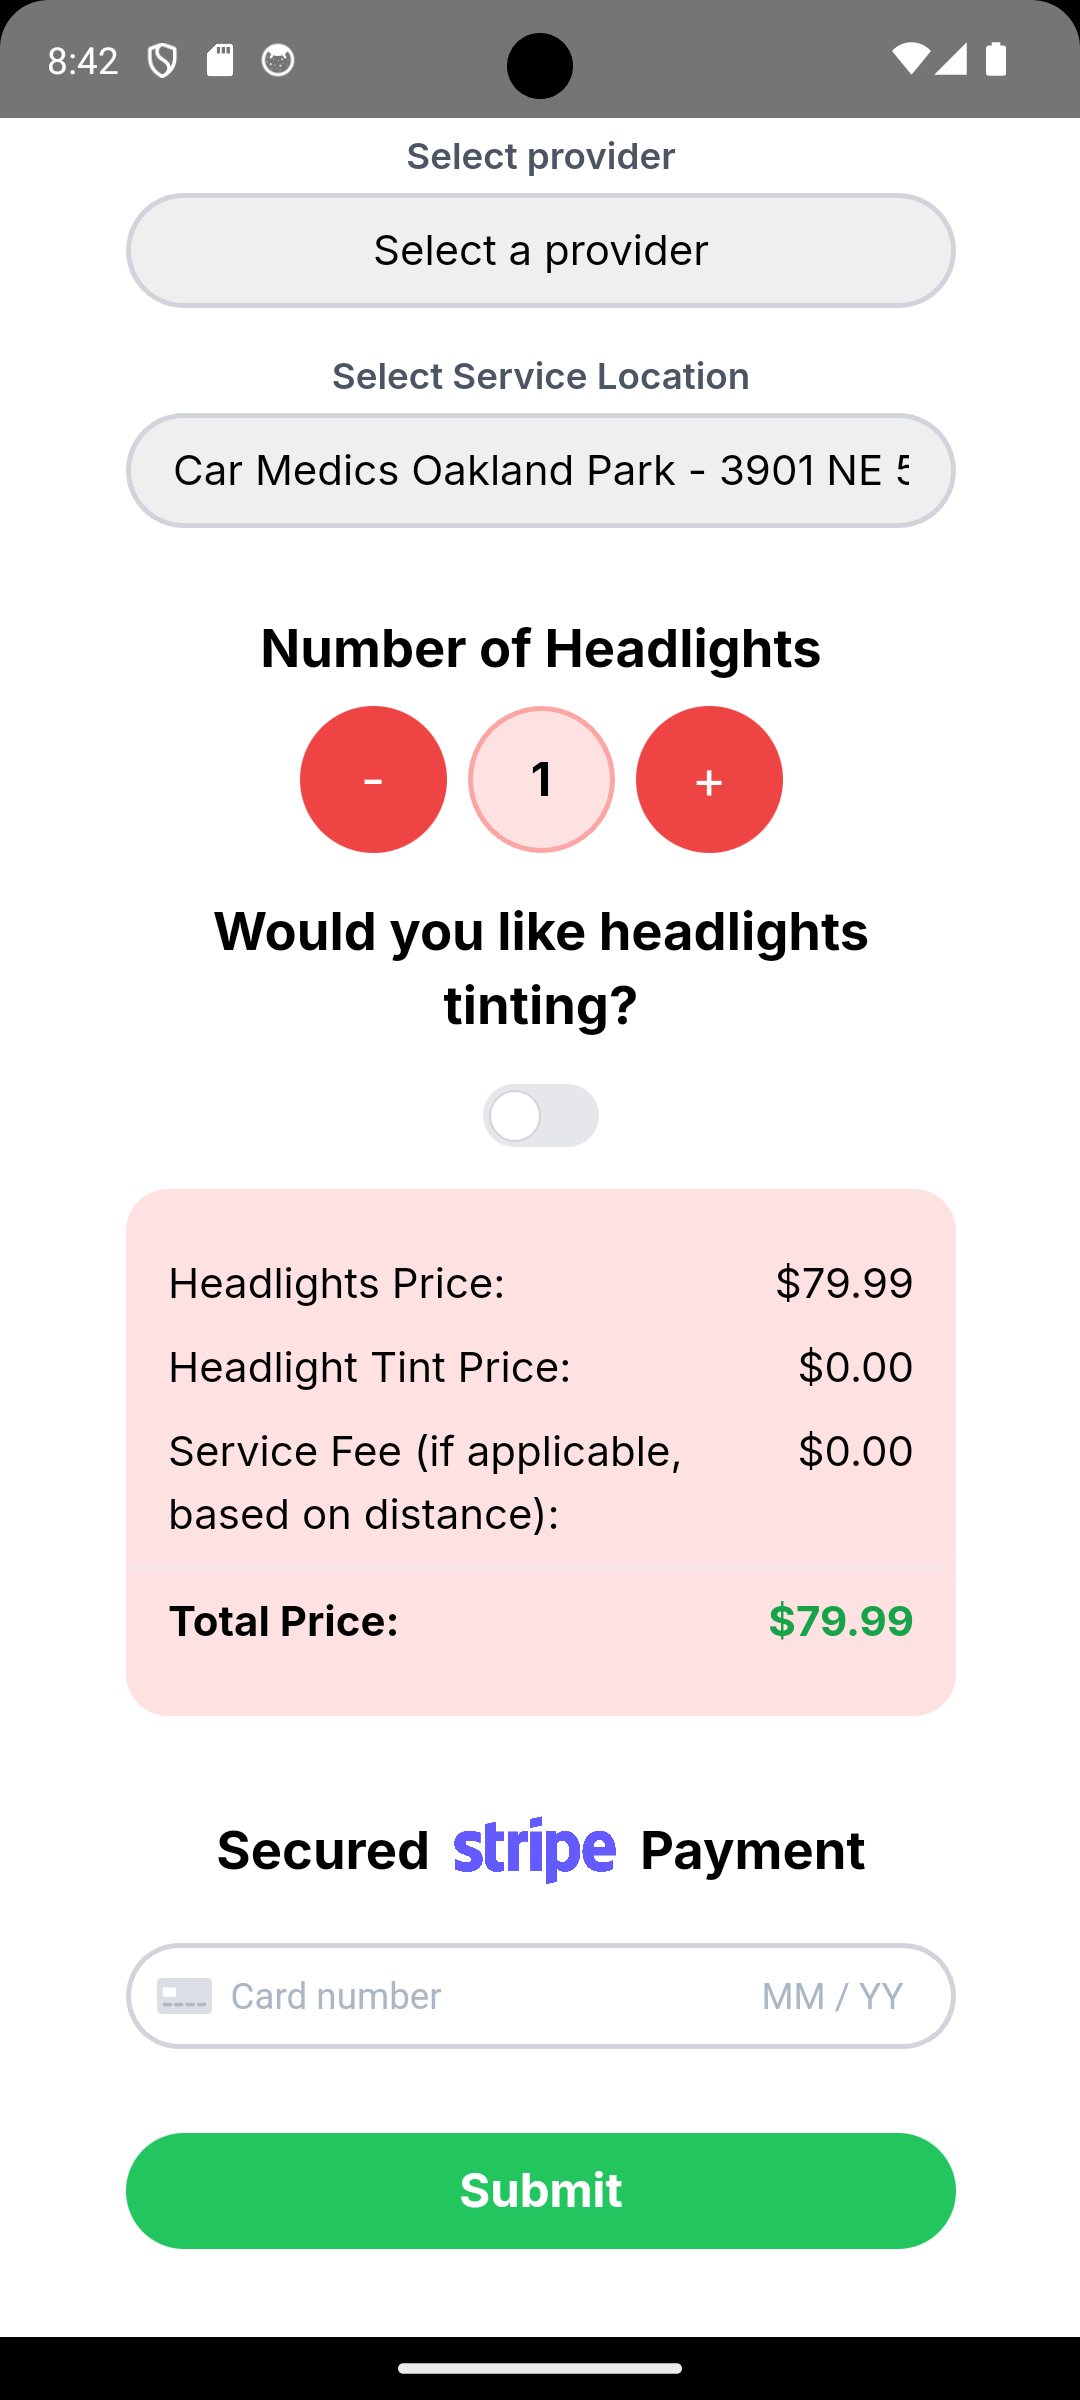 8:42
Select provider
Select a provider
Select Service Location
Car Medics Oakland Park - 3901 NE 5
Number of Headlights
- 1 +
Would you like headlights
tinting?
Headlights Price: $79.99
Headlight Tint Price: $0.00
Service Fee (if applicable, $0.00
based on distance):
Total Price: $79.99
Secured stripe Payment
Card number MM / YY
Submit